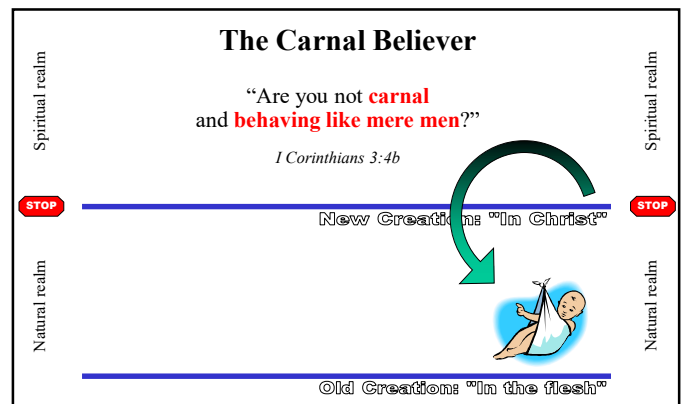 The Carnal Believer
"Are you not carnal
and behaving like mere men?"
I Corinthians 3:4b
Spiritual realm
Spiritual realm
STOP
STOP
New Creation: "In Christ"
Natural realm
Natural realm
Old Creation: "In the flesh"